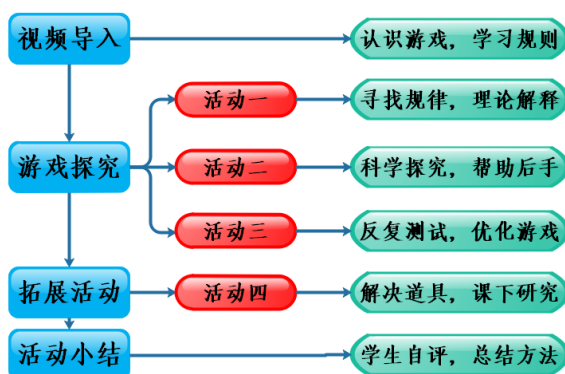 视频导入
认识游戏，学习规则
活动一
寻找规律，理论解释
游戏探究
活动二
科学探究，帮助后手
活动三
反复测试，优化游戏
拓展活动
活动四
解决道具，课下研究
活动小结
学生自评，总结方法